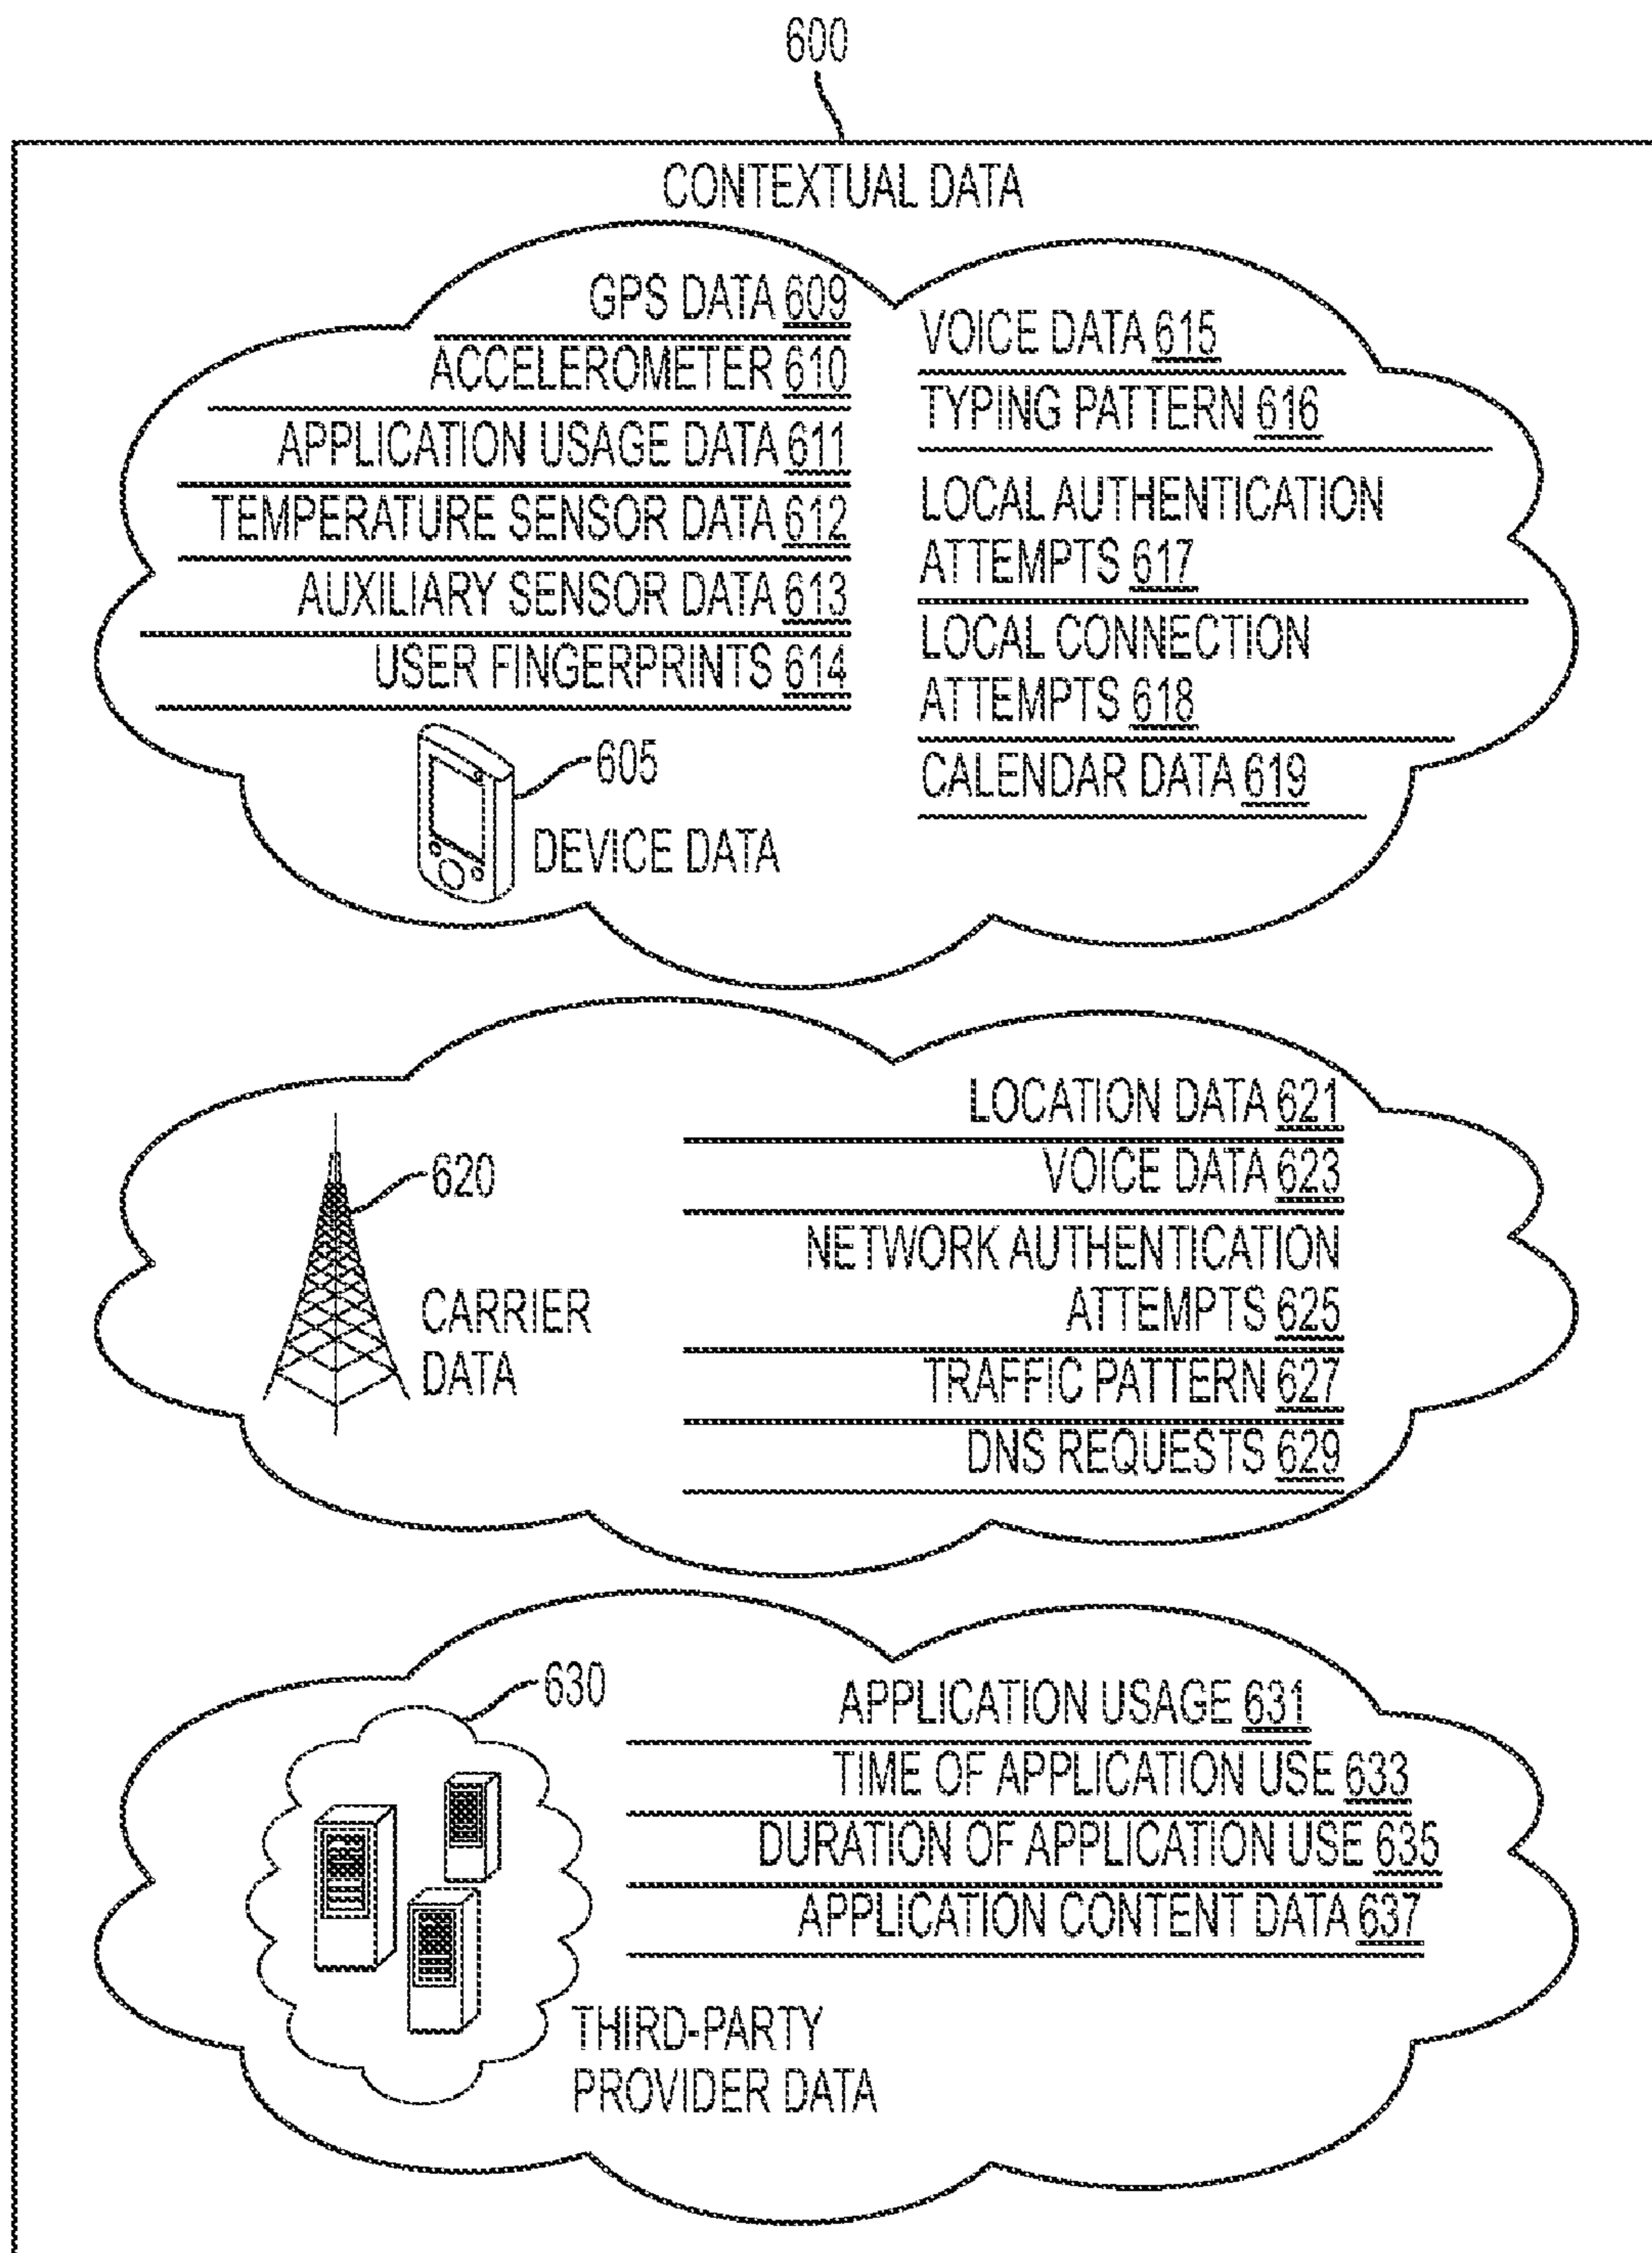 600
CONTEXTUAL DATA
GPS DATA 609
ACCELEROMETER 610
APPLICATION USAGE DATA 611
TEMPERATURE SENSOR DATA 612
AUXILIARY SENSOR DATA 613
USER FINGERPRINTS 614
605
DEVICE DATA
VOICE DATA 615
TYPING PATTERN 616
LOCAL AUTHENTICATION
ATTEMPTS 617
LOCAL CONNECTION
ATTEMPTS 618
CALENDAR DATA 619
620
CARRIER
DATA
LOCATION DATA 621
VOICE DATA 623
NETWORK AUTHENTICATION
ATTEMPTS 625
TRAFFIC PATTERN 627
DNS REQUESTS 629
630
APPLICATION USAGE 631
TIME OF APPLICATION USE 633
DURATION OF APPLICATION USE 635
APPLICATION CONTENT DATA 637
THIRD-PARTY
PROVIDER DATA